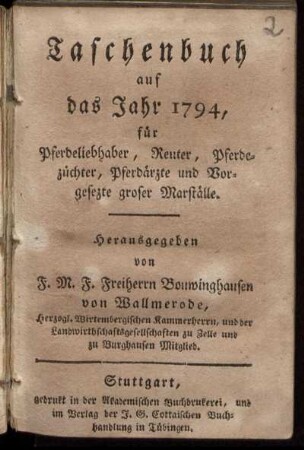 2
Taschenbuch
auf
das Jahr 1794,
für
Pferdeliebhaber, Reuter, Pferde-
züchter, Pferdärzte und Vor-
gesezte groser Marställe.
Herausgegeben
von
F. M. F. Freiherrn Bouwinghausen
von Wallmerode,
Herzogl. Wirtembergischen Kammerherrn, und der
Landwirthschaftsgesellschaften zu Zelle und
zu Burghausen Mitglied.
Stuttgart,
gedrukt in der Akademischen Buchdrukerei, und
im Verlag der J. G. Cottaischen Buch-
handlung in Tübingen.